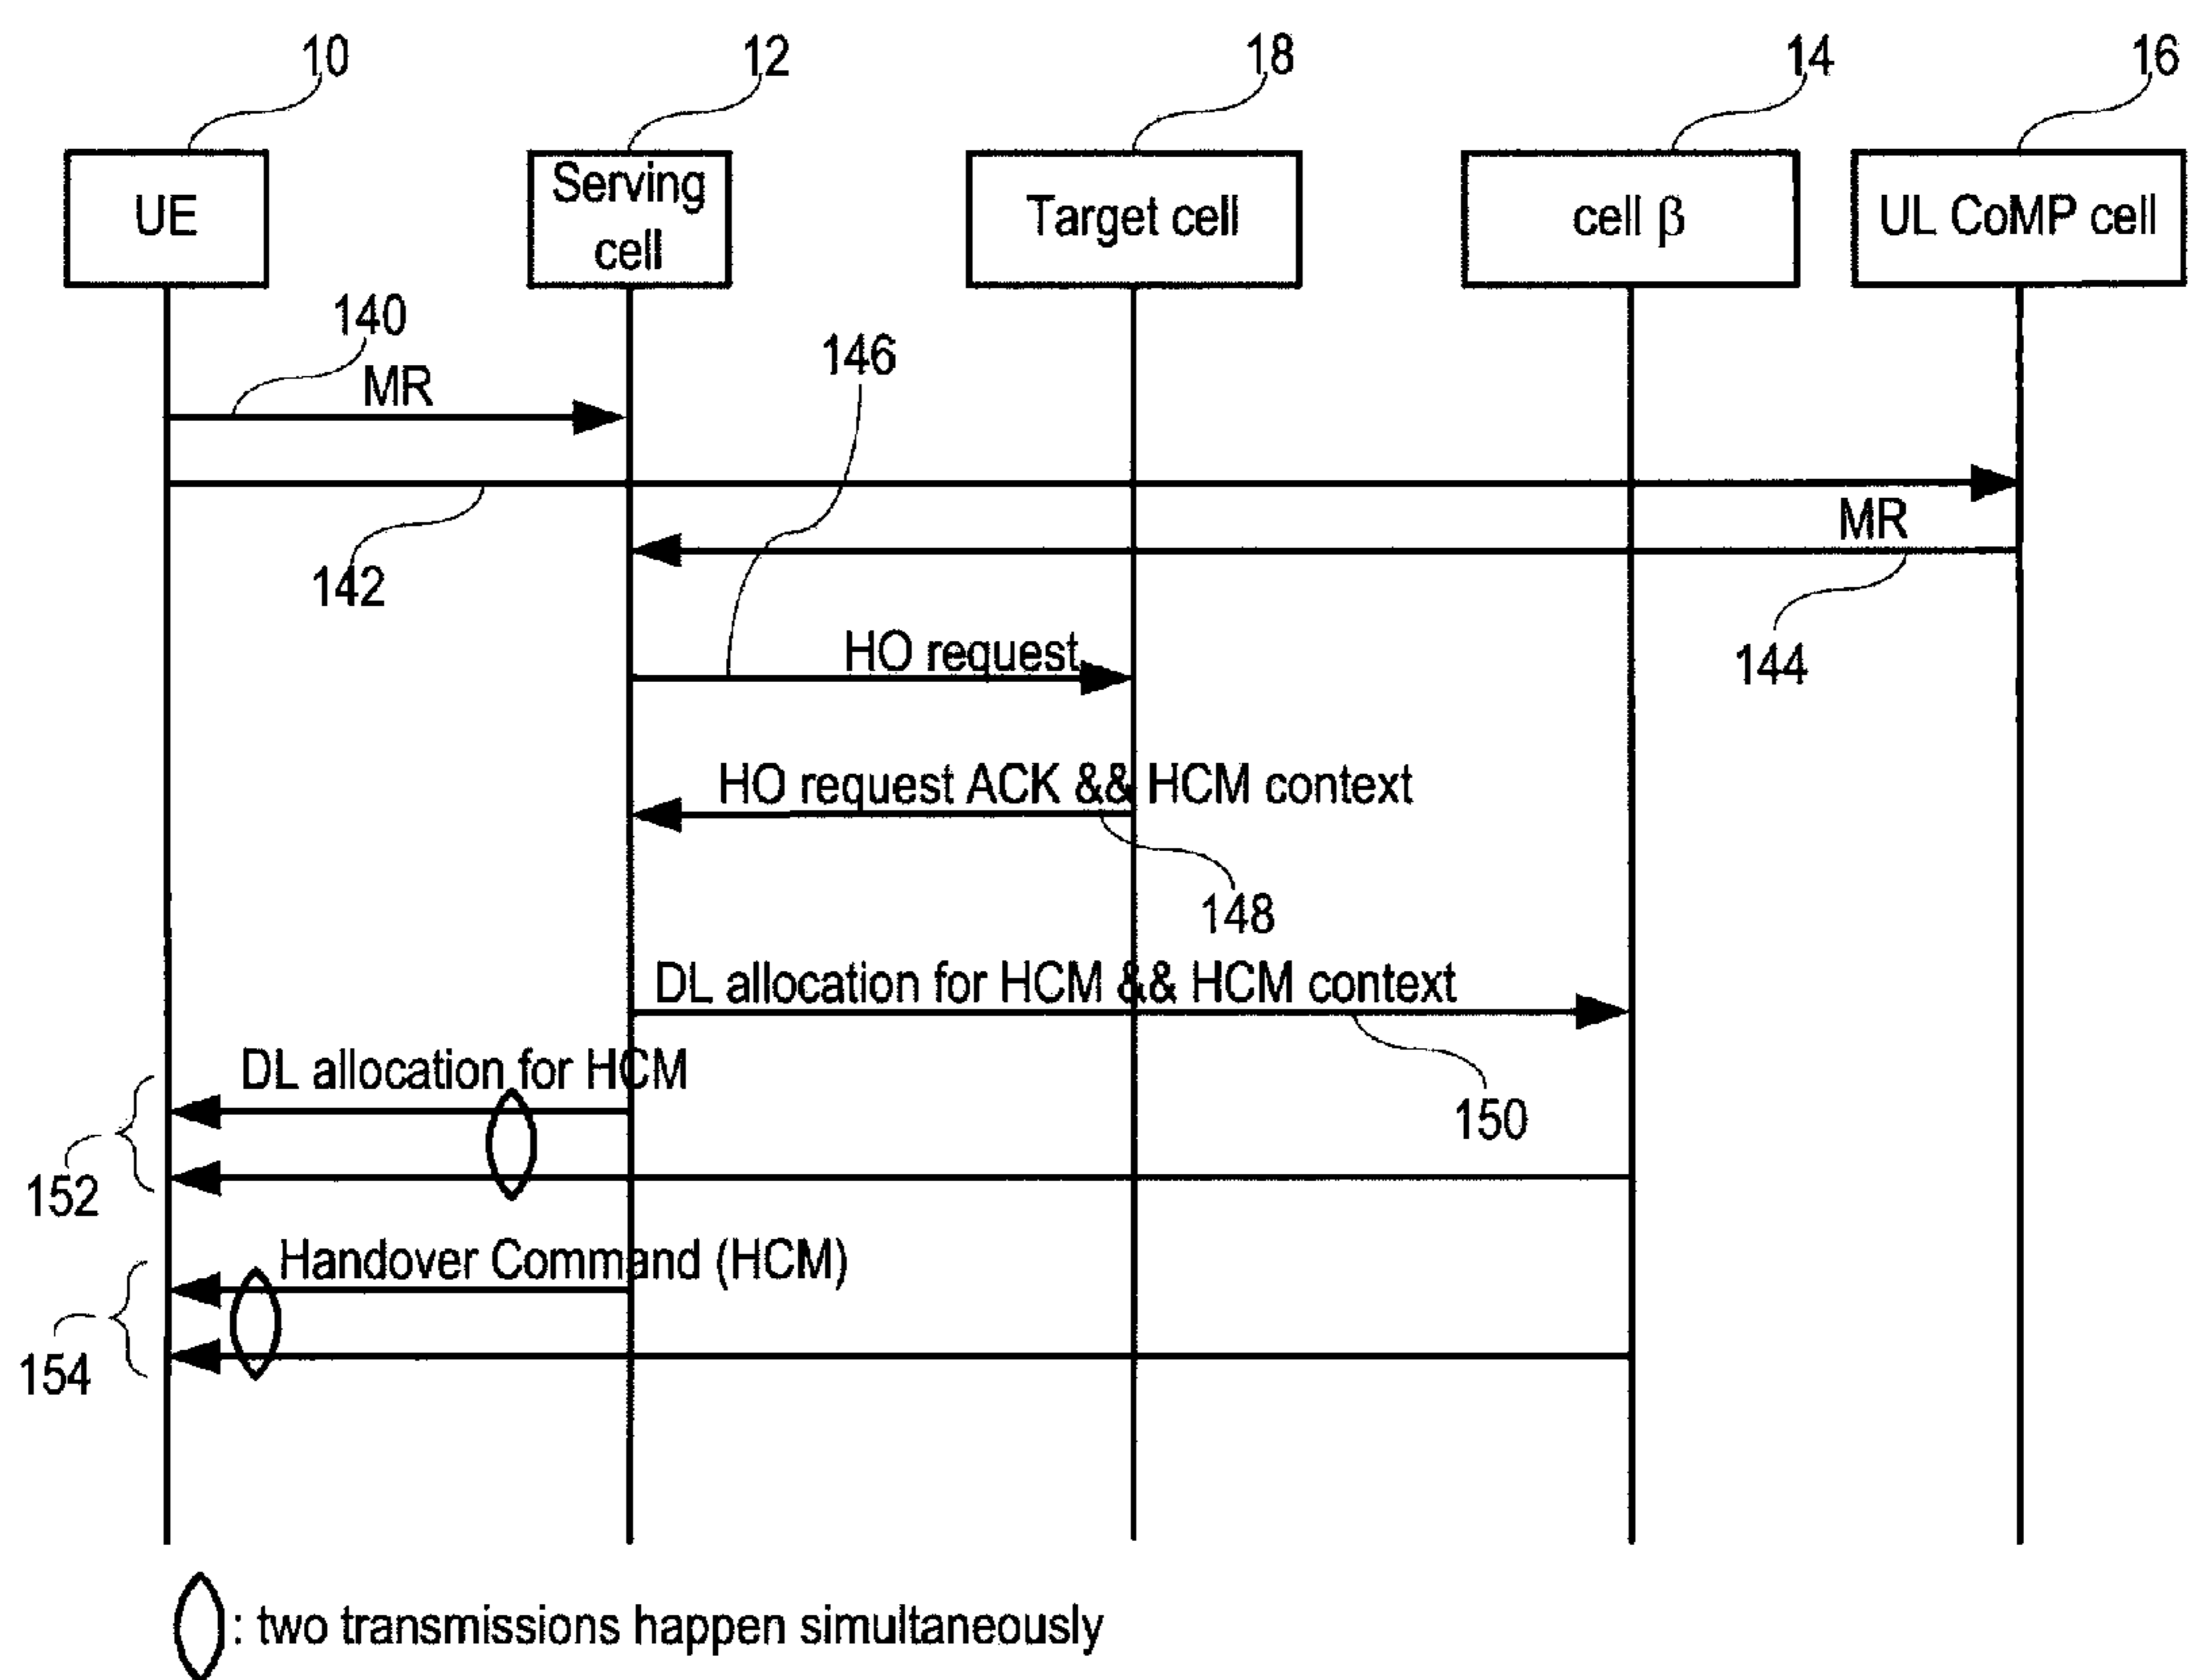 10
12
18
14
16
UE
Serving
cell
Target cell
cell β
UL CoMP cell
140
MR
146
142
MR
144
HO request
HO request ACK && HCM context
148
DL allocation for HCM && HCM context
150
DL allocation for HCM
152
Handover Command (HCM)
154
: two transmissions happen simultaneously